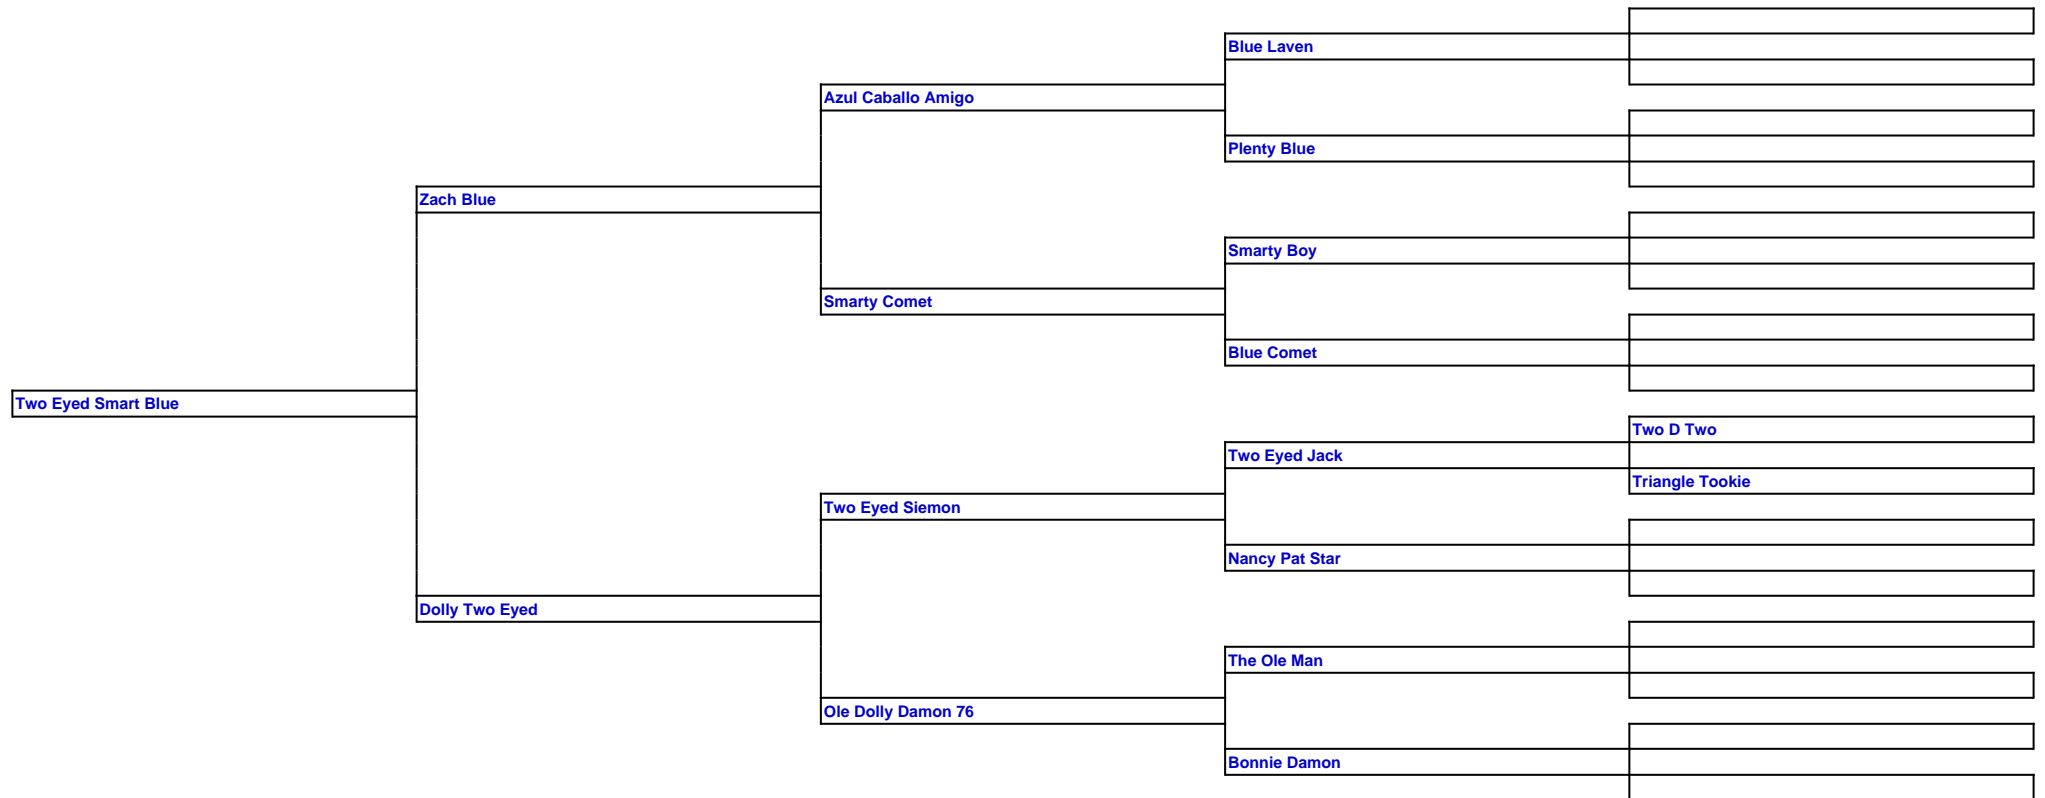 Blue Laven
Azul Caballo Amigo
Plenty Blue
Zach Blue
Smarty Boy
Smarty Comet
Blue Comet
Two Eyed Smart Blue
Two D Two
Two Eyed Jack
Triangle Tookie
Two Eyed Siemon
Nancy Pat Star
Dolly Two Eyed
The Ole Man
Ole Dolly Damon 76
Bonnie Damon